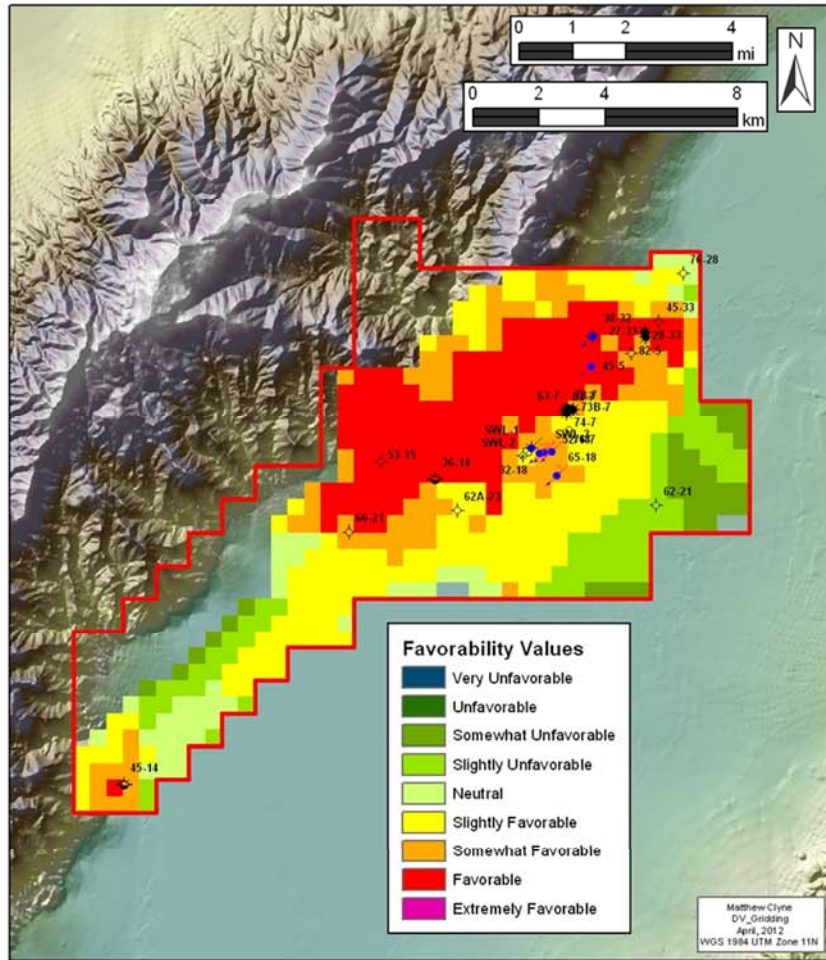 0 1 2 4
mi
0 2 4 8
km
N
76-28
45-33
38-32
27-33
28-33
82-5
45-5
63-7
73B-7
74-7
SWL-1
SWL-2
32-18
65-18
53-15
36-14
62A-23
62-21
66-21
45-14
Favorability Values
Very Unfavorable
Unfavorable
Somewhat Unfavorable
Slightly Unfavorable
Neutral
Slightly Favorable
Somewhat Favorable
Favorable
Extremely Favorable
Matthew Clyne
DV_Gridding
April, 2012
WGS 1984 UTM Zone 11N